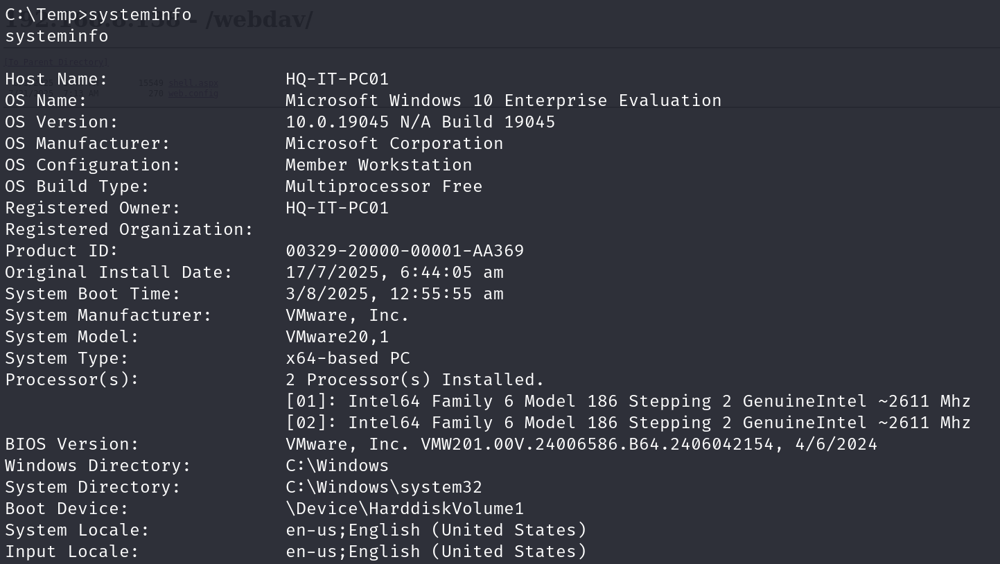 C:\Temp>systeminfo
- /webdav/
systeminfo
[To Parent Directory]
Host Name: HQ-IT-PC01
15549 shell.aspx
7:13 AM 270 web.config
OS Name: Microsoft Windows 10 Enterprise Evaluation
OS Version: 10.0.19045 N/A Build 19045
OS Manufacturer: Microsoft Corporation
OS Configuration: Member Workstation
OS Build Type: Multiprocessor Free
Registered Owner: HQ-IT-PC01
Registered Organization:
Product ID: 00329-20000-00001-AA369
Original Install Date: 17/7/2025, 6:44:05 am
System Boot Time: 3/8/2025, 12:55:55 am
System Manufacturer: VMware, Inc.
System Model: VMware20,1
System Type: x64-based PC
Processor(s): 2 Processor(s) Installed.
[01]: Intel64 Family 6 Model 186 Stepping 2 GenuineIntel ~2611 Mhz
[02]: Intel64 Family 6 Model 186 Stepping 2 GenuineIntel ~2611 Mhz
BIOS Version: VMware, Inc. VMW201.00V.24006586.B64.2406042154, 4/6/2024
Windows Directory: C:\Windows
System Directory: C:\Windows\system32
Boot Device: \Device\HarddiskVolume1
System Locale: en-us;English (United States)
Input Locale: en-us;English (United States)